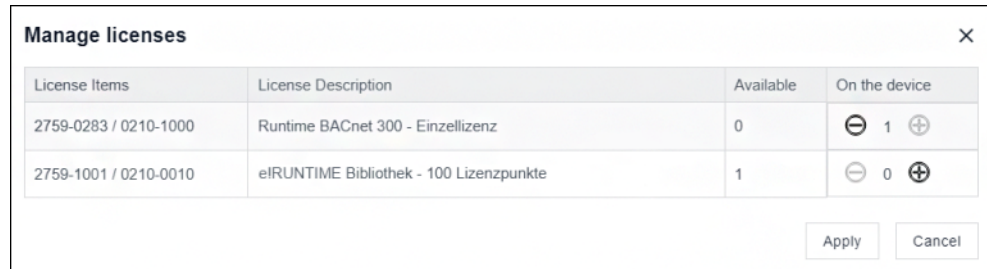 Manage licenses
License Items License Description Available On the device
2759-0283 / 0210-1000 Runtime BACnet 300 - Einzellizenz 0 1
2759-1001 / 0210-0010 e!RUNTIME Bibliothek - 100 Lizenzpunkte 1 0
Apply Cancel